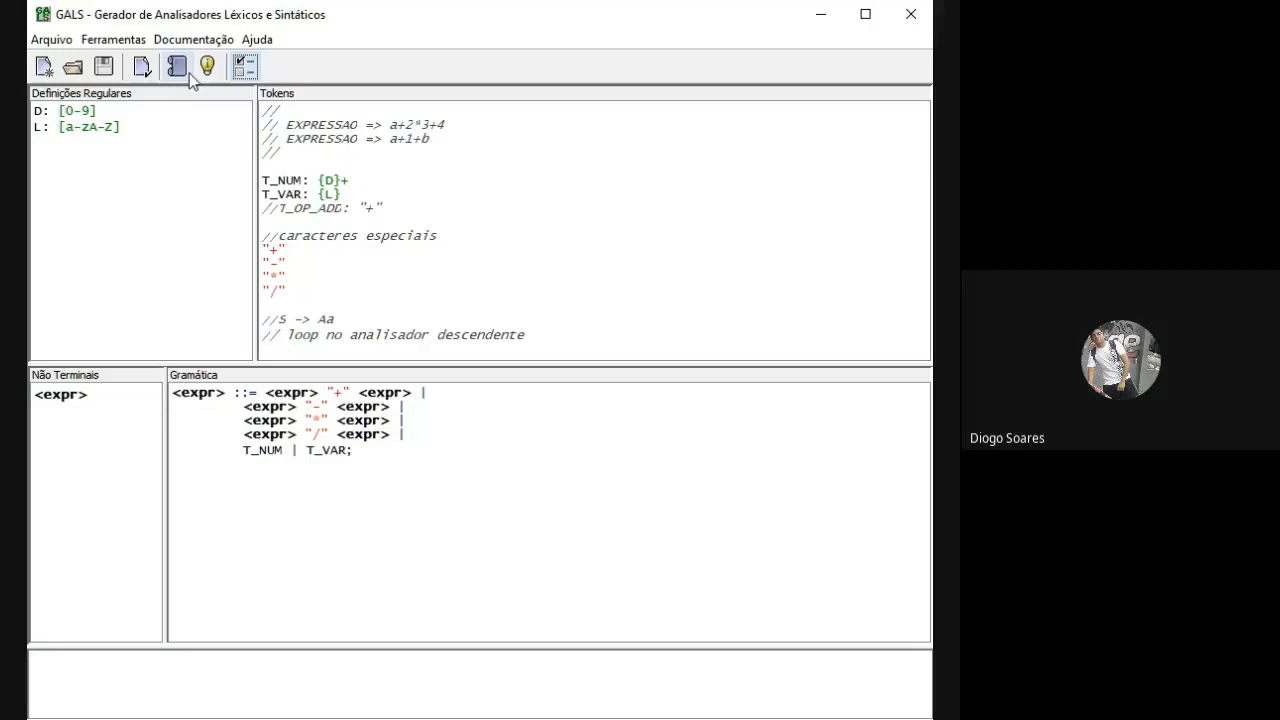 GALS - Gerador de Analisadores Léxicos e Sintáticos
Arquivo Ferramentas Documentação Ajuda
Definições Regulares
D: [0-9]
L: [a-zA-Z]
Tokens
//
// EXPRESSAO => a+2*3+4
// EXPRESSAO => a+1+b
//
T_NUM: {D}+
T_VAR: {L}
//T_OP_ADD: "+"
//caracteres especiais
"+"
"-"
"*"
"/"
//S -> Aa
// loop no analisador descendente
Não Terminais
<expr>
Gramática
<expr> ::= <expr> "+" <expr> |
<expr> "-" <expr> |
<expr> "*" <expr> |
<expr> "/" <expr> |
T_NUM | T_VAR;
Diogo Soares